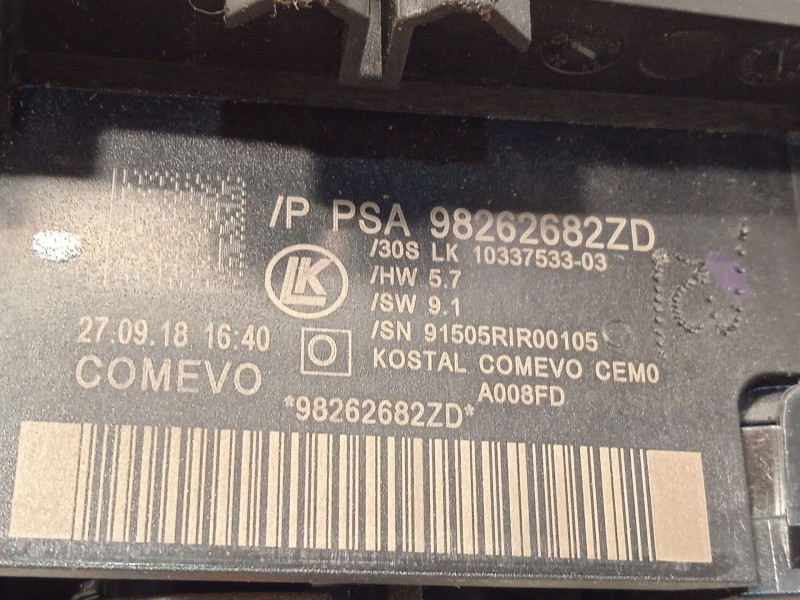 /P PSA 98262682ZD
/30S LK 10337533-03
LK
/HW 5.7
/SW 9.1
27.09.18 16:40
O
/SN 91505RIR00105
COMEVO
KOSTAL COMEVO CEM0
A008FD
*98262682ZD*